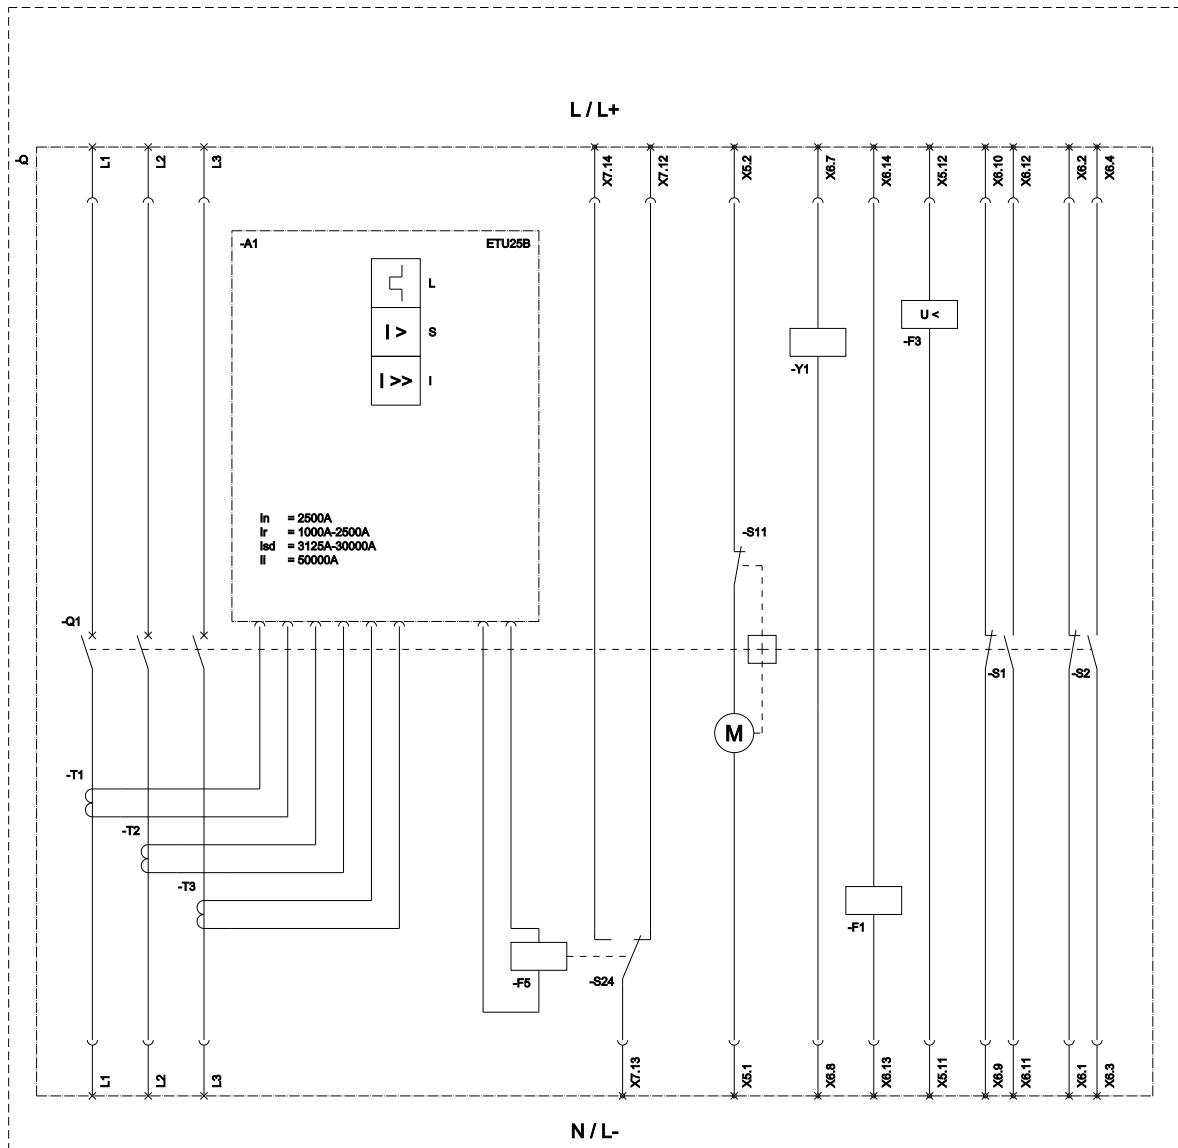 L / L+
-Q
L1
L2
L3
X7.14
X7.12
X5.2
X6.7
X6.14
X5.12
X6.10
X6.12
X6.2
X6.4
-A1 ETU25B
L
I > S
I >> I
U <
-F3
-Y1
In = 2500A
Ir = 1000A-2500A
Isd = 3125A-30000A
Ii = 50000A
-S11
-Q1
-S1
-S2
M
-T1
-T2
-T3
-F1
-F5
-S24
L1
L2
L3
X7.13
X5.1
X6.8
X6.13
X5.11
X6.9
X6.11
X6.1
X6.3
N / L-